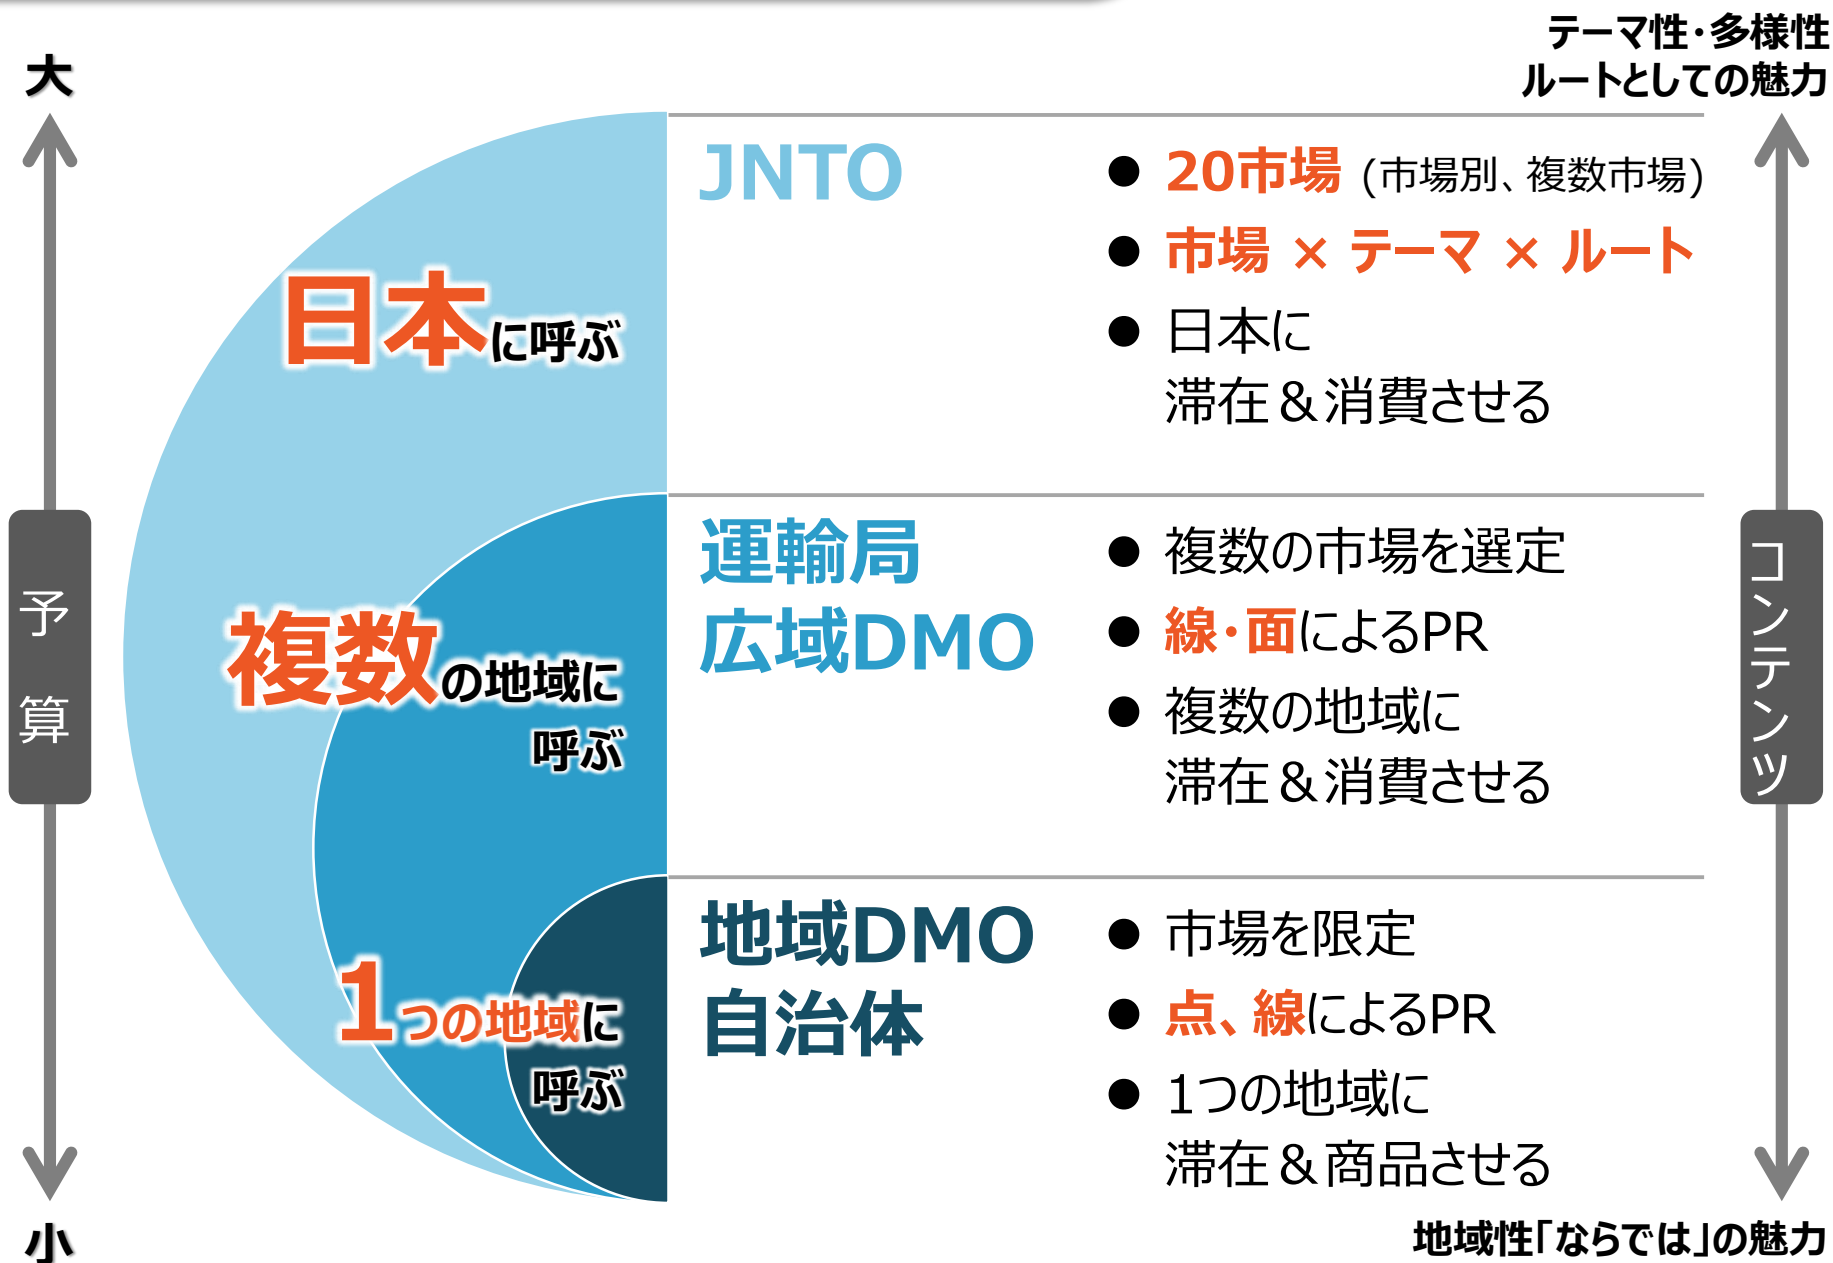 テーマ性・多様性
ルートとしての魅力
大
予算
小
日本に呼ぶ
JNTO
● 20市場 (市場別、複数市場)
● 市場 × テーマ × ルート
● 日本に
滞在＆消費させる
複数の地域に
呼ぶ
運輸局
広域DMO
● 複数の市場を選定
● 線・面によるPR
● 複数の地域に
滞在＆消費させる
1つの地域に
呼ぶ
地域DMO
自治体
● 市場を限定
● 点、線によるPR
● 1つの地域に
滞在＆商品させる
コンテンツ
地域性「ならでは」の魅力